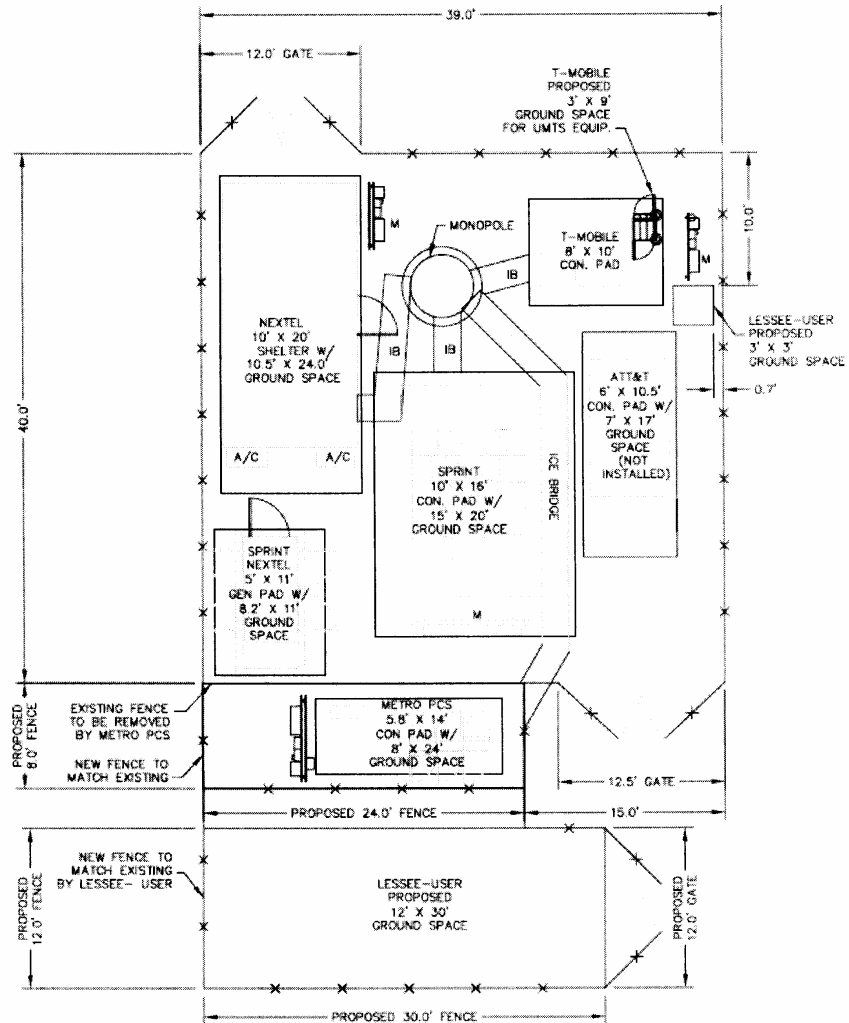 39.0'
12.0' GATE
T-MOBILE
PROPOSED
3' X 9'
GROUND SPACE
FOR UMTS EQUIP.
40.0'
10.0'
M
MONOPOLE
IB
T-MOBILE
8' X 10'
CON. PAD
M
NEXTEL
10' X 20'
SHELTER W/
10.5' X 24.0'
GROUND SPACE
IB
IB
LESSEE-USER
PROPOSED
3' X 3'
GROUND SPACE
0.7'
ATT&T
6' X 10.5'
CON. PAD W/
7' X 17'
GROUND
SPACE
(NOT
INSTALLED)
A/C
A/C
SPRINT
10' X 16'
CON. PAD W/
15' X 20'
GROUND SPACE
ICE BRIDGE
SPRINT
NEXTEL
5' X 11'
GEN PAD W/
8.2' X 11'
GROUND
SPACE
M
PROPOSED
8.0' FENCE
EXISTING FENCE
TO BE REMOVED
BY METRO PCS
NEW FENCE TO
MATCH EXISTING
METRO PCS
5.8' X 14'
CON PAD W/
8' X 24'
GROUND SPACE
12.5' GATE
PROPOSED 24.0' FENCE
15.0'
PROPOSED
12.0' FENCE
NEW FENCE TO
MATCH EXISTING
BY LESSEE- USER
LESSEE-USER
PROPOSED
12' X 30'
GROUND SPACE
PROPOSED
12.0' GATE
PROPOSED 30.0' FENCE